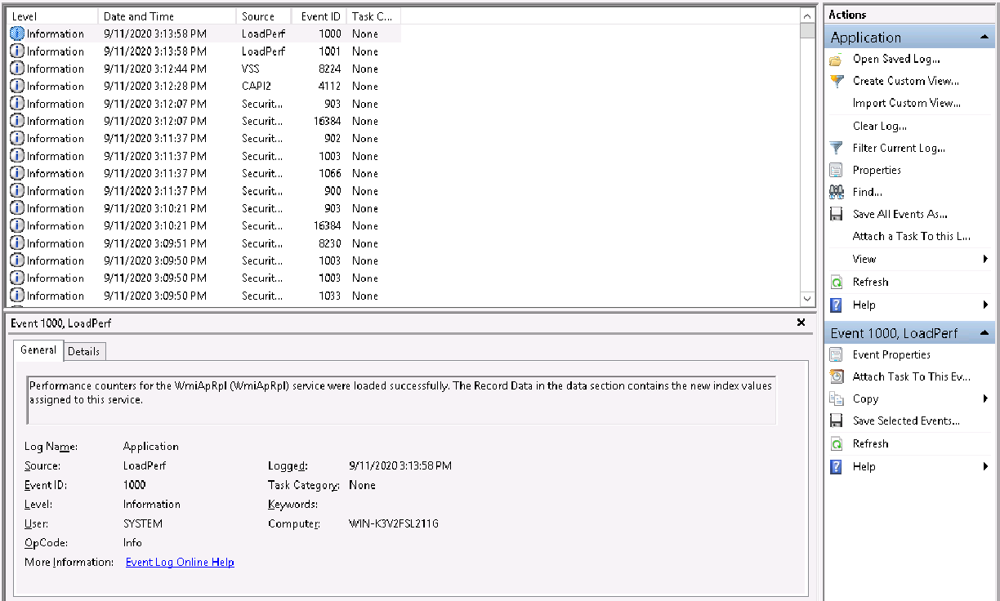 Level Date and Time Source Event ID Task C...
Information 9/11/2020 3:13:58 PM LoadPerf 1000 None
Information 9/11/2020 3:13:58 PM LoadPerf 1001 None
Information 9/11/2020 3:12:44 PM VSS 8224 None
Information 9/11/2020 3:12:28 PM CAPI2 4112 None
Information 9/11/2020 3:12:07 PM Securit... 903 None
Information 9/11/2020 3:12:07 PM Securit... 16384 None
Information 9/11/2020 3:11:37 PM Securit... 902 None
Information 9/11/2020 3:11:37 PM Securit... 1003 None
Information 9/11/2020 3:11:37 PM Securit... 1066 None
Information 9/11/2020 3:11:37 PM Securit... 900 None
Information 9/11/2020 3:10:21 PM Securit... 903 None
Information 9/11/2020 3:10:21 PM Securit... 16384 None
Information 9/11/2020 3:09:51 PM Securit... 8230 None
Information 9/11/2020 3:09:50 PM Securit... 1003 None
Information 9/11/2020 3:09:50 PM Securit... 1003 None
Information 9/11/2020 3:09:50 PM Securit... 1033 None
Event 1000, LoadPerf
General Details
Performance counters for the WmiApRpl (WmiApRpl) service were loaded successfully. The Record Data in the data section contains the new index values
assigned to this service.
Log Name: Application
Source: LoadPerf Logged: 9/11/2020 3:13:58 PM
Event ID: 1000 Task Category: None
Level: Information Keywords:
User: SYSTEM Computer: WIN-K3V2FSL211G
OpCode: Info
More Information: Event Log Online Help
Actions
Application
Open Saved Log...
Create Custom View...
Import Custom View...
Clear Log...
Filter Current Log...
Properties
Find...
Save All Events As...
Attach a Task To this L...
View
Refresh
Help
Event 1000, LoadPerf
Event Properties
Attach Task To This Ev...
Copy
Save Selected Events...
Refresh
Help